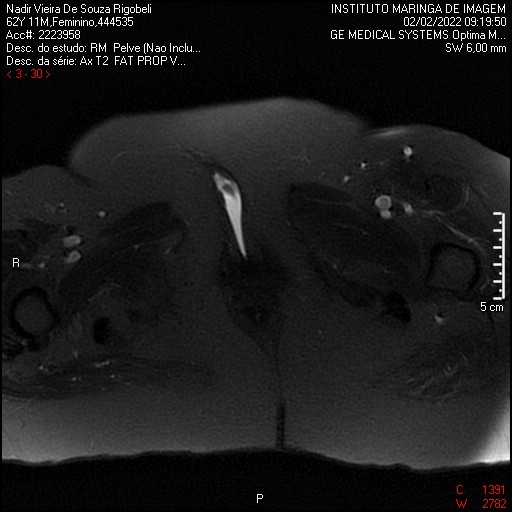 Nadir Vieira De Souza Rigobeli
62Y 11M,Feminino,444535
Acc#: 2223958
Desc. do estudo: RM Pelve (Nao Inclu...
Desc. da série: Ax T2 FAT PROP V...
< 3 - 30 >
INSTITUTO MARINGA DE IMAGEM
02/02/2022 09:19:50
GE MEDICAL SYSTEMS Optima M...
SW 6,00 mm
R
5 cm
P
C 1391
W 2782